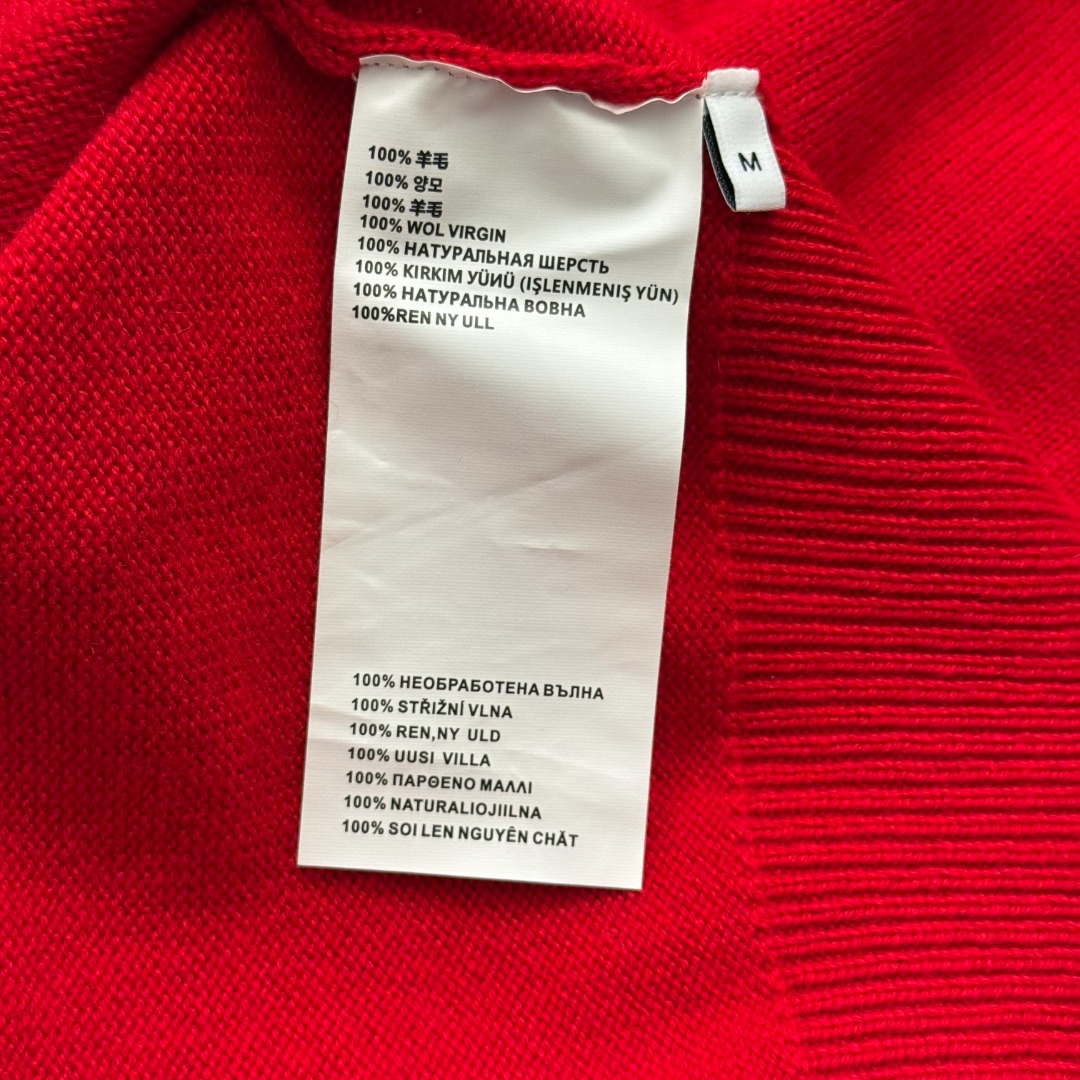 100% 羊毛
100% 양모
100% 羊毛
100% WOL VIRGIN
100% НАТУРАЛЬНАЯ ШЕРСТЬ
100% KIRKIM УÜИÜ (IŞLENMENIŞ YÜN)
100% НАТУРАЛЬНА ВОВНА
100%REN NY ULL
M
100% НЕОБРАБОТЕНА ВЪЛНА
100% STŘIŽNÍ VLNA
100% REN,NY ULD
100% UUSI VILLA
100% ΠΑΡΘΕΝΟ ΜΑΛΛΙ
100% NATURALIOJIILNA
100% SOI LEN NGUYÊN CHĂT